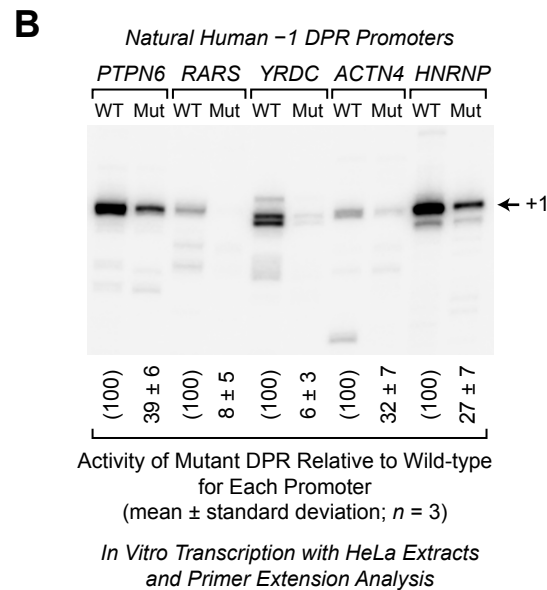 B
Natural Human −1 DPR Promoters
PTPN6 RARS YRDC ACTN4 HNRNP
WT Mut WT Mut WT Mut WT Mut WT Mut
+1
(100) 39 ± 6 (100) 8 ± 5 (100) 6 ± 3 (100) 32 ± 7 (100) 27 ± 7
Activity of Mutant DPR Relative to Wild-type
for Each Promoter
(mean ± standard deviation; n = 3)
In Vitro Transcription with HeLa Extracts
and Primer Extension Analysis